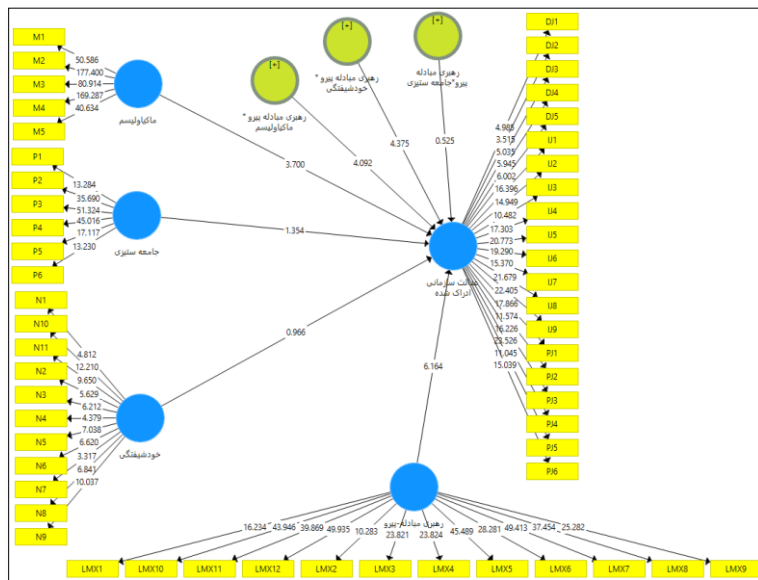 M1
M2
M3
M4
M5
50.586
177.400
80.914
169.287
40.634
ماکیاولیسم
[+]
رهبری مبادله پیرو *
ماکیاولیسم
[+]
رهبری مبادله پیرو *
خودشیفتگی
[+]
رهبری مبادله
پیرو*جامعه ستیزی
3.700
4.092
4.375
0.525
P1
P2
P3
P4
P5
P6
13.284
35.690
51.324
45.016
17.117
13.230
جامعه ستیزی
1.354
N1
N10
N11
N2
N3
N4
N5
N6
N7
N8
N9
4.812
12.210
9.650
5.629
6.212
4.379
7.038
6.620
3.317
6.841
10.037
خودشیفتگی
0.966
6.164
عدالت سازمانی
ادراک شده
4.985
3.515
5.035
5.945
6.002
16.396
14.949
10.482
17.303
20.773
19.290
15.370
21.679
22.405
17.866
11.574
16.226
23.526
11.045
15.039
DJ1
DJ2
DJ3
DJ4
DJ5
IJ1
IJ2
IJ3
IJ4
IJ5
IJ6
IJ7
IJ8
IJ9
PJ1
PJ2
PJ3
PJ4
PJ5
PJ6
رهبری مبادله-پیرو
16.234
43.946
39.869
49.935
10.283
23.821
23.824
45.489
28.281
49.413
37.454
25.282
LMX1
LMX10
LMX11
LMX12
LMX2
LMX3
LMX4
LMX5
LMX6
LMX7
LMX8
LMX9